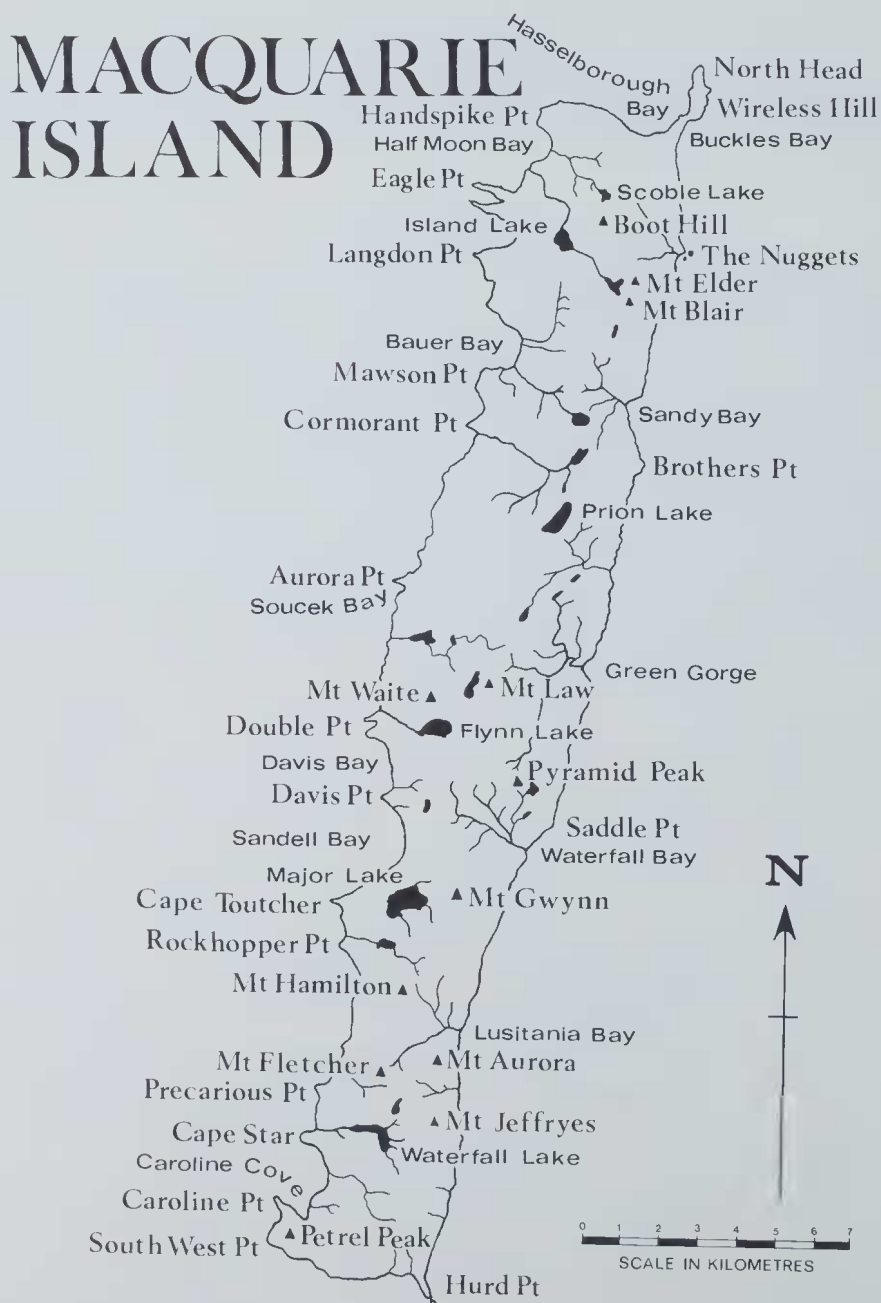 MACQUARIE
ISLAND
Hasselborough
Bay
North Head
Wireless Hill
Handspike Pt
Buckles Bay
Half Moon Bay
Eagle Pt
Scoble Lake
Island Lake
Boot Hill
Langdon Pt
The Nuggets
Mt Elder
Mt Blair
Bauer Bay
Mawson Pt
Sandy Bay
Cormorant Pt
Brothers Pt
Prion Lake
Aurora Pt
Soucek Bay
Green Gorge
Mt Waite
Mt Law
Double Pt
Flynn Lake
Davis Bay
Pyramid Peak
Davis Pt
Saddle Pt
Sandell Bay
Waterfall Bay
Major Lake
Cape Toutcher
Mt Gwynn
N
Rockhopper Pt
Mt Hamilton
Lusitania Bay
Mt Fletcher
Mt Aurora
Precarious Pt
Mt Jeffryes
Cape Star
Waterfall Lake
Caroline Cove
Caroline Pt
Petrel Peak
South West Pt
0 1 2 3 4 5 6 7
SCALE IN KILOMETRES
Hurd Pt